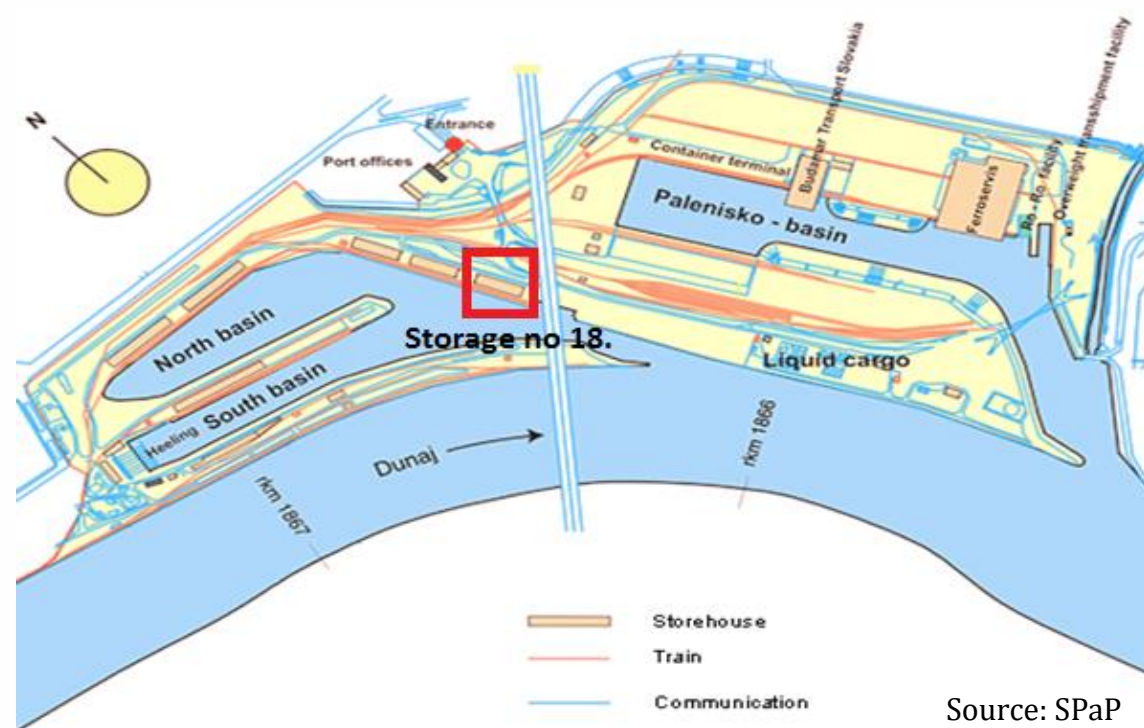 N
Entrance
Port offices
Container terminal
Budamar Transport Slovakia
Ferroservis
Ro - Ro. facility
Overweight transshipment facility
Palenisko - basin
North basin
Storage no 18.
South basin
Heeling
Liquid cargo
Dunaj
rkm 1866
rkm 1867
Storehouse
Train
Communication
Source: SPaP